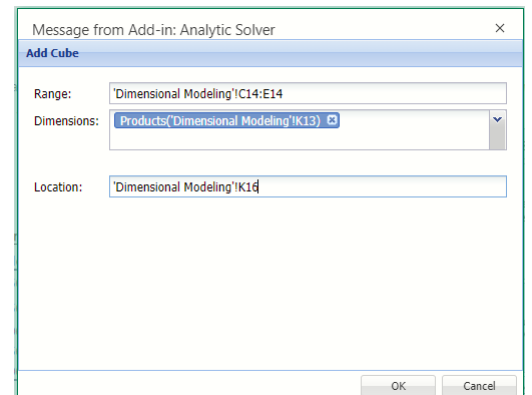 Message from Add-in: Analytic Solver
Add Cube
Range: 'Dimensional Modeling'!C14:E14
Dimensions: Products('Dimensional Modeling'!K13)
Location: 'Dimensional Modeling'!K16
OK Cancel